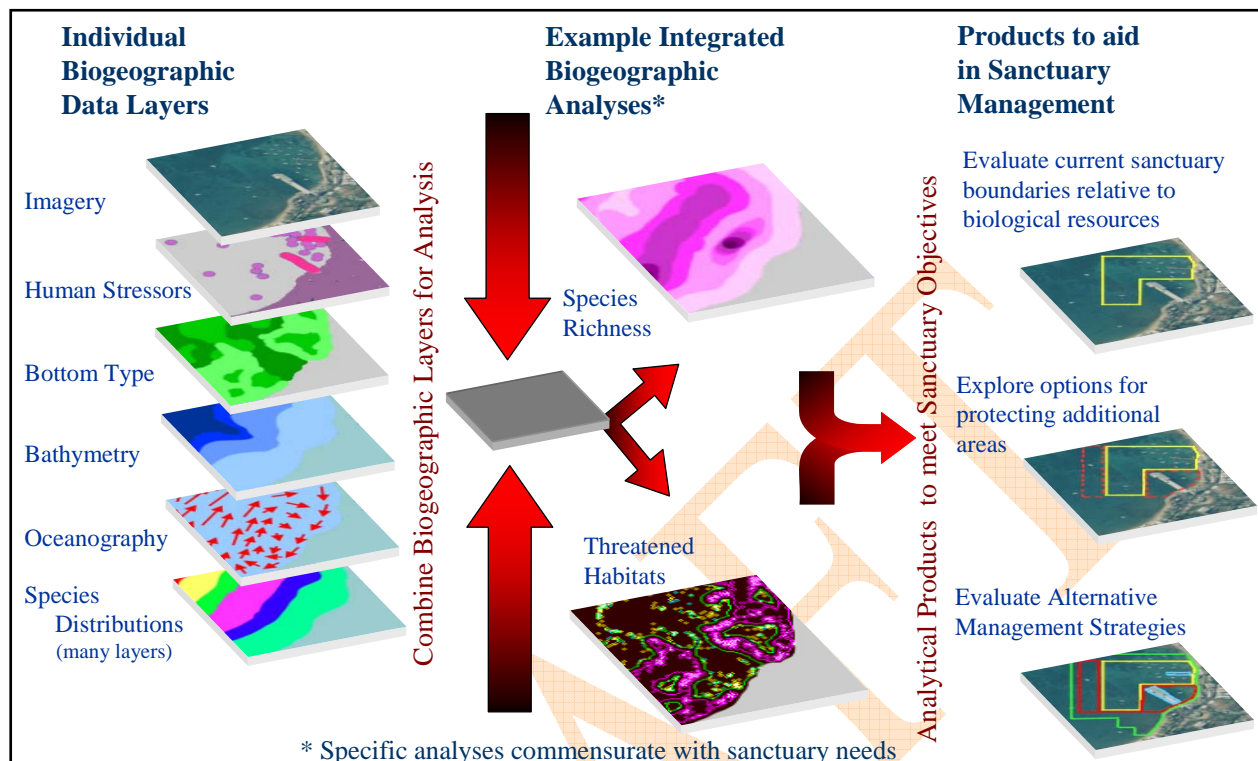 Individual
Biogeographic
Data Layers
Imagery
Human Stressors
Bottom Type
Bathymetry
Oceanography
Species
Distributions
(many layers)
Combine Biogeographic Layers for Analysis
Example Integrated
Biogeographic
Analyses*
Species
Richness
Threatened
Habitats
Analytical Products to meet Sanctuary Objectives
Products to aid
in Sanctuary
Management
Evaluate current sanctuary
boundaries relative to
biological resources
Explore options for
protecting additional
areas
Evaluate Alternative
Management Strategies
* Specific analyses commensurate with sanctuary needs